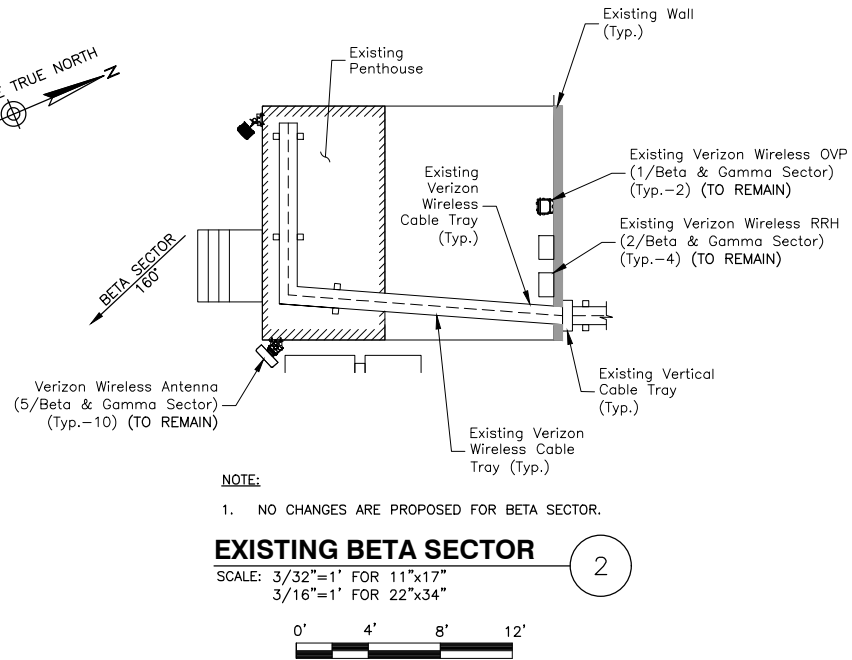 Existing Wall
(Typ.)
Existing
Penthouse
TRUE NORTH
N
Existing Verizon Wireless OVP
(1/Beta & Gamma Sector)
(Typ.-2) (TO REMAIN)
Existing
Verizon
Wireless
Cable Tray
(Typ.)
Existing Verizon Wireless RRH
(2/Beta & Gamma Sector)
(Typ.-4) (TO REMAIN)
BETA SECTOR
160°
Existing Vertical
Cable Tray
(Typ.)
Verizon Wireless Antenna
(5/Beta & Gamma Sector)
(Typ.-10) (TO REMAIN)
Existing Verizon
Wireless Cable
Tray (Typ.)
NOTE:
1. NO CHANGES ARE PROPOSED FOR BETA SECTOR.
EXISTING BETA SECTOR
2
SCALE: 3/32"=1' FOR 11"x17"
3/16"=1' FOR 22"x34"
0' 4' 8' 12'